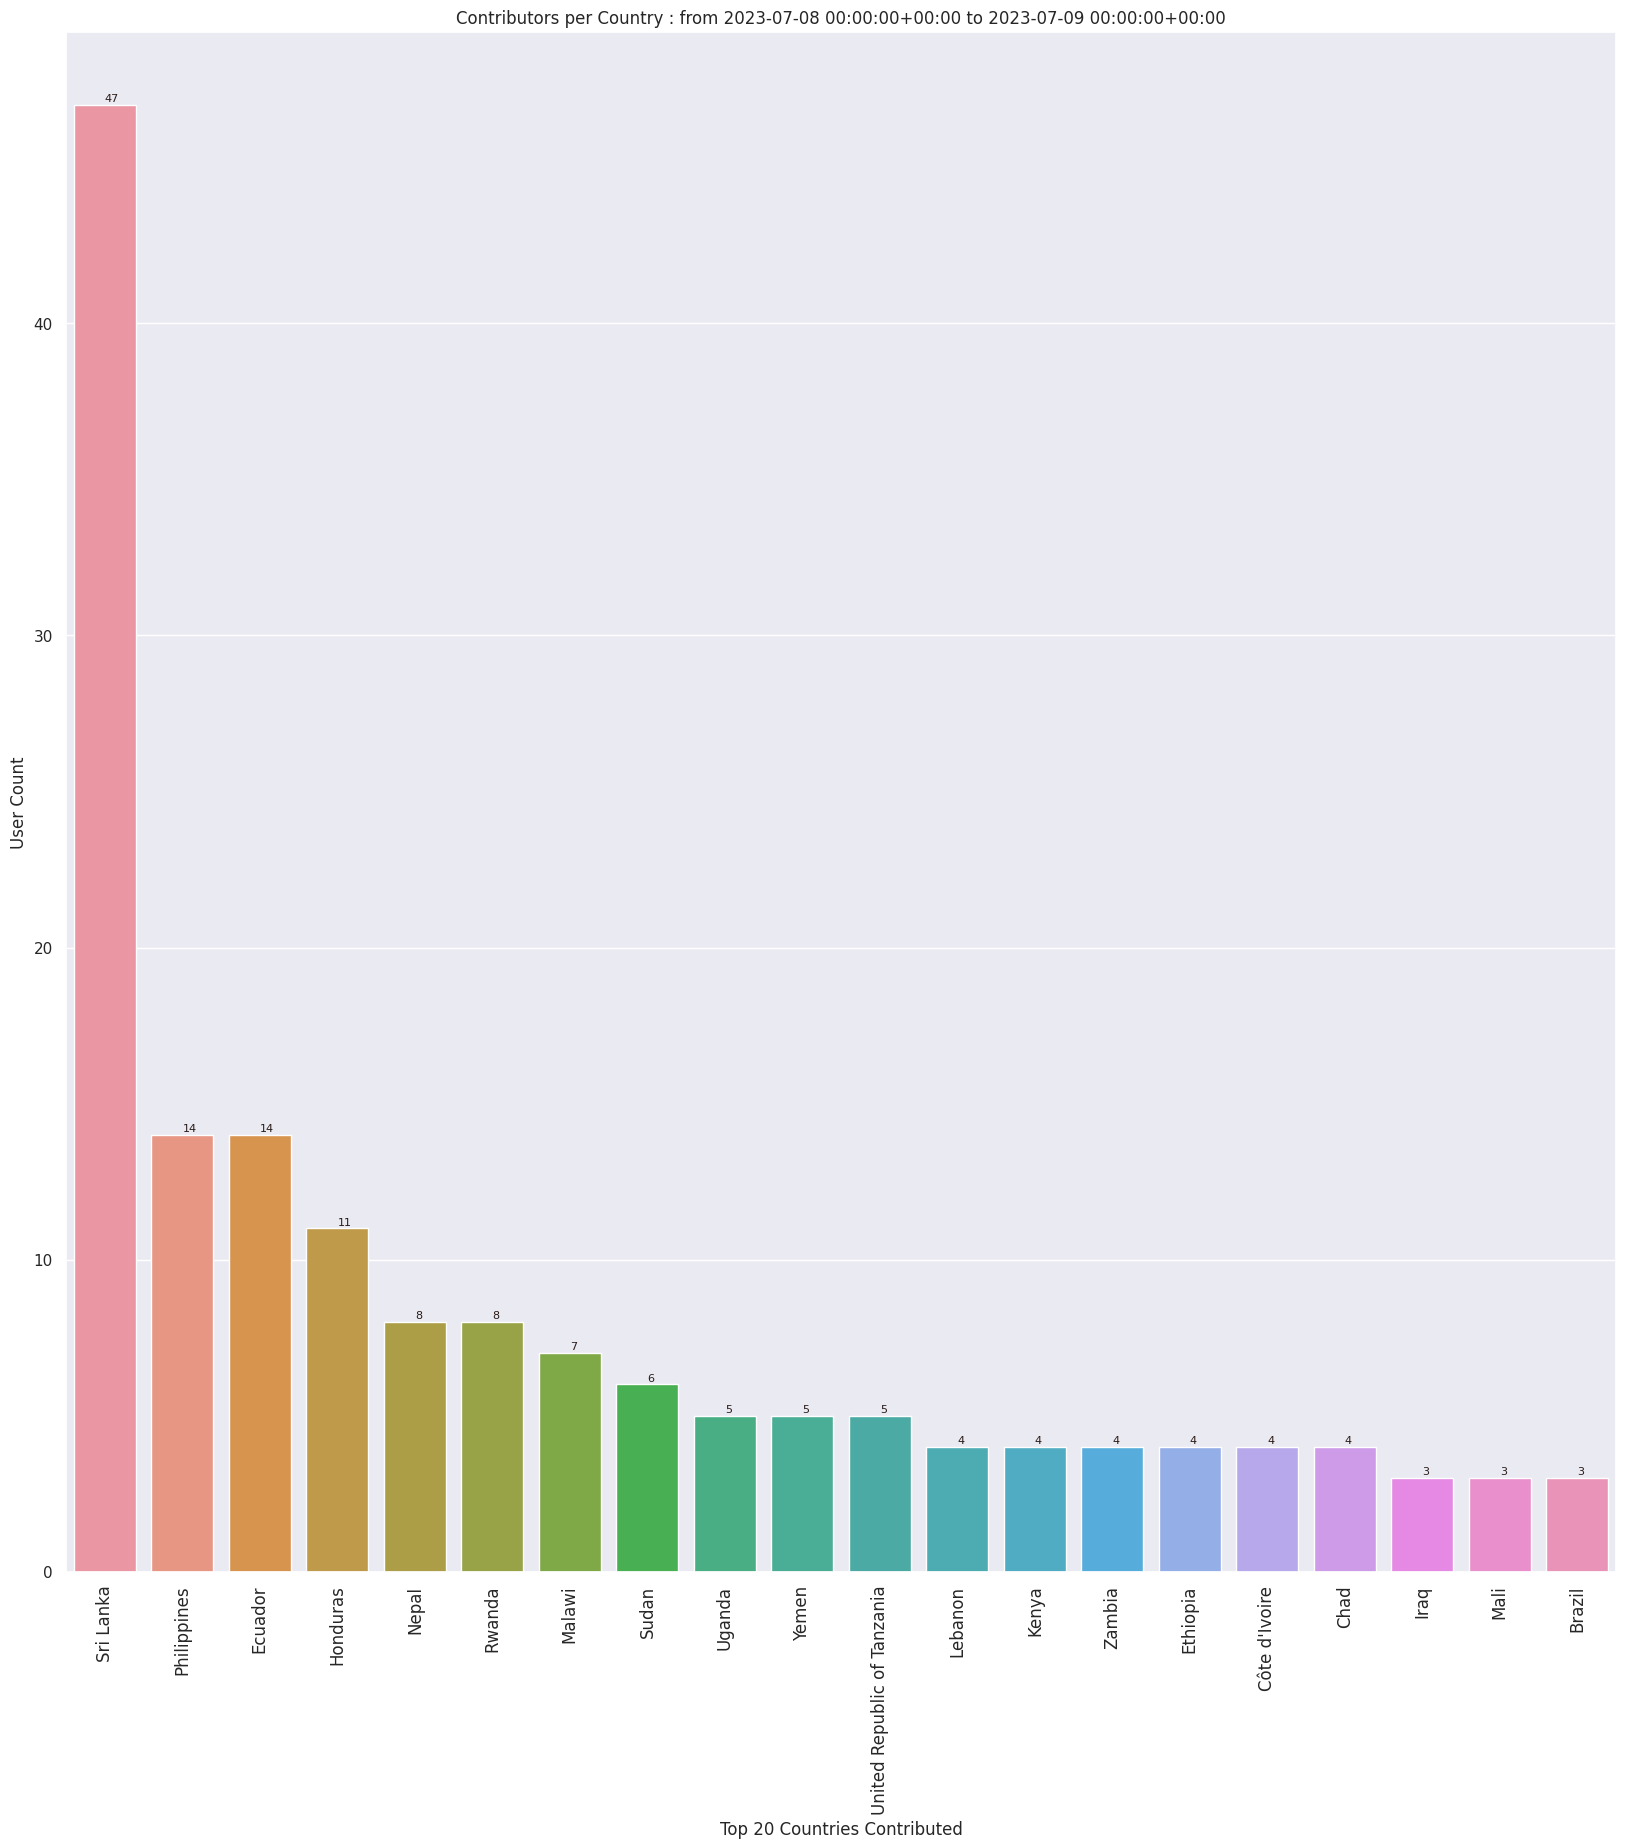 Contributors per Country : from 2023-07-08 00:00:00+00:00 to 2023-07-09 00:00:00+00:00
User Count
40
30
20
10
0
47
14
14
11
8
8
7
6
5
5
5
4
4
4
4
4
4
3
3
3
Sri Lanka
Philippines
Ecuador
Honduras
Nepal
Rwanda
Malawi
Sudan
Uganda
Yemen
United Republic of Tanzania
Lebanon
Kenya
Zambia
Ethiopia
Côte d'Ivoire
Chad
Iraq
Mali
Brazil
Top 20 Countries Contributed